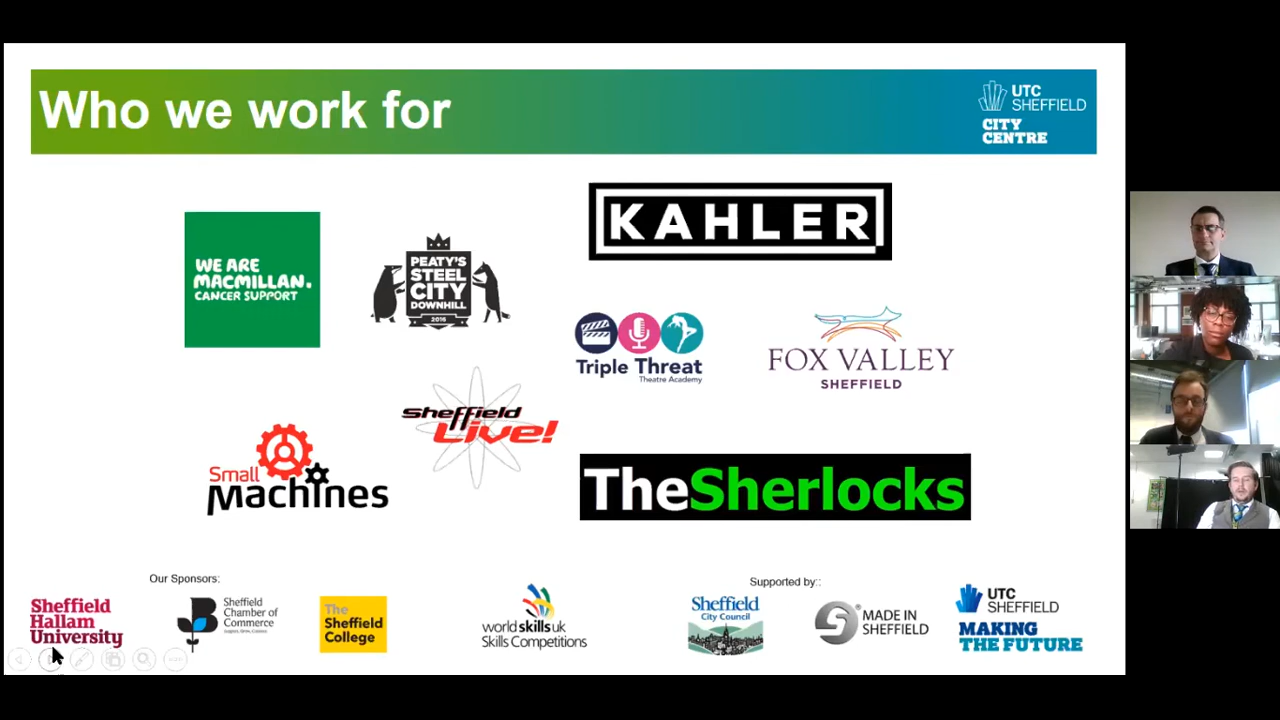 Who we work for
UTC
SHEFFIELD
CITY
CENTRE
WE ARE
MACMILLAN.
CANCER SUPPORT
PEATY'S
STEEL
CITY
DOWNHILL
2016
KAHLER
Triple Threat
Theatre Academy
FOX VALLEY
SHEFFIELD
Sheffield
Live!
Small
Machines
TheSherlocks
Our Sponsors:
Supported by::
Sheffield
Hallam
University
Sheffield
Chamber of
Commerce
The
Sheffield
College
worldskillsuk
Skills Competitions
Sheffield
City Council
MADE IN
SHEFFIELD
UTC
SHEFFIELD
MAKING
THE FUTURE